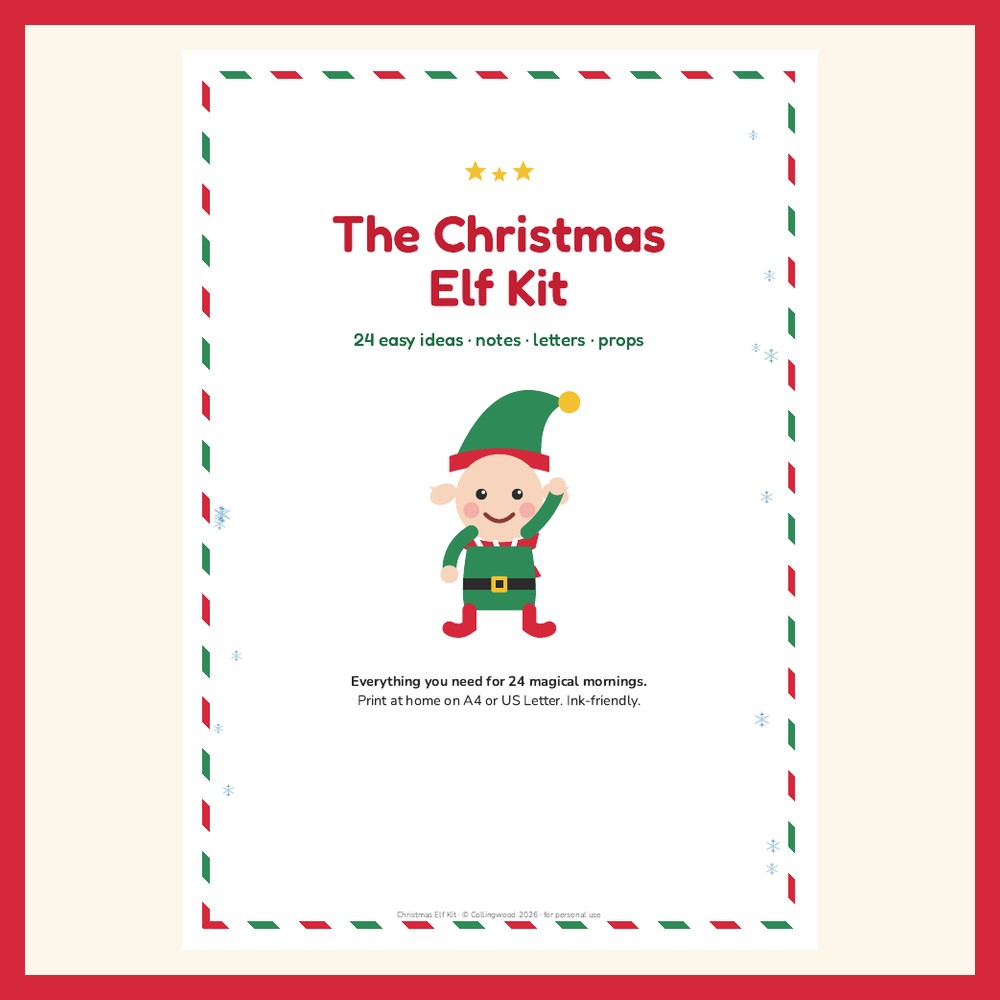 The Christmas
Elf Kit
24 easy ideas · notes · letters · props
Everything you need for 24 magical mornings.
Print at home on A4 or US Letter. Ink-friendly.
Christmas Elf Kit · © Collingwood 2026 · for personal use